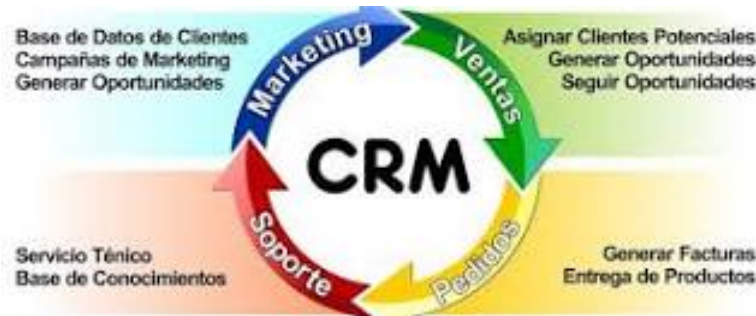 Base de Datos de Clientes
Campañas de Marketing
Generar Oportunidades
Marketing
Ventas
Asignar Clientes Potenciales
Generar Oportunidades
Seguir Oportunidades
CRM
Servicio Ténico
Base de Conocimientos
Soporte
Pedidos
Generar Facturas
Entrega de Productos